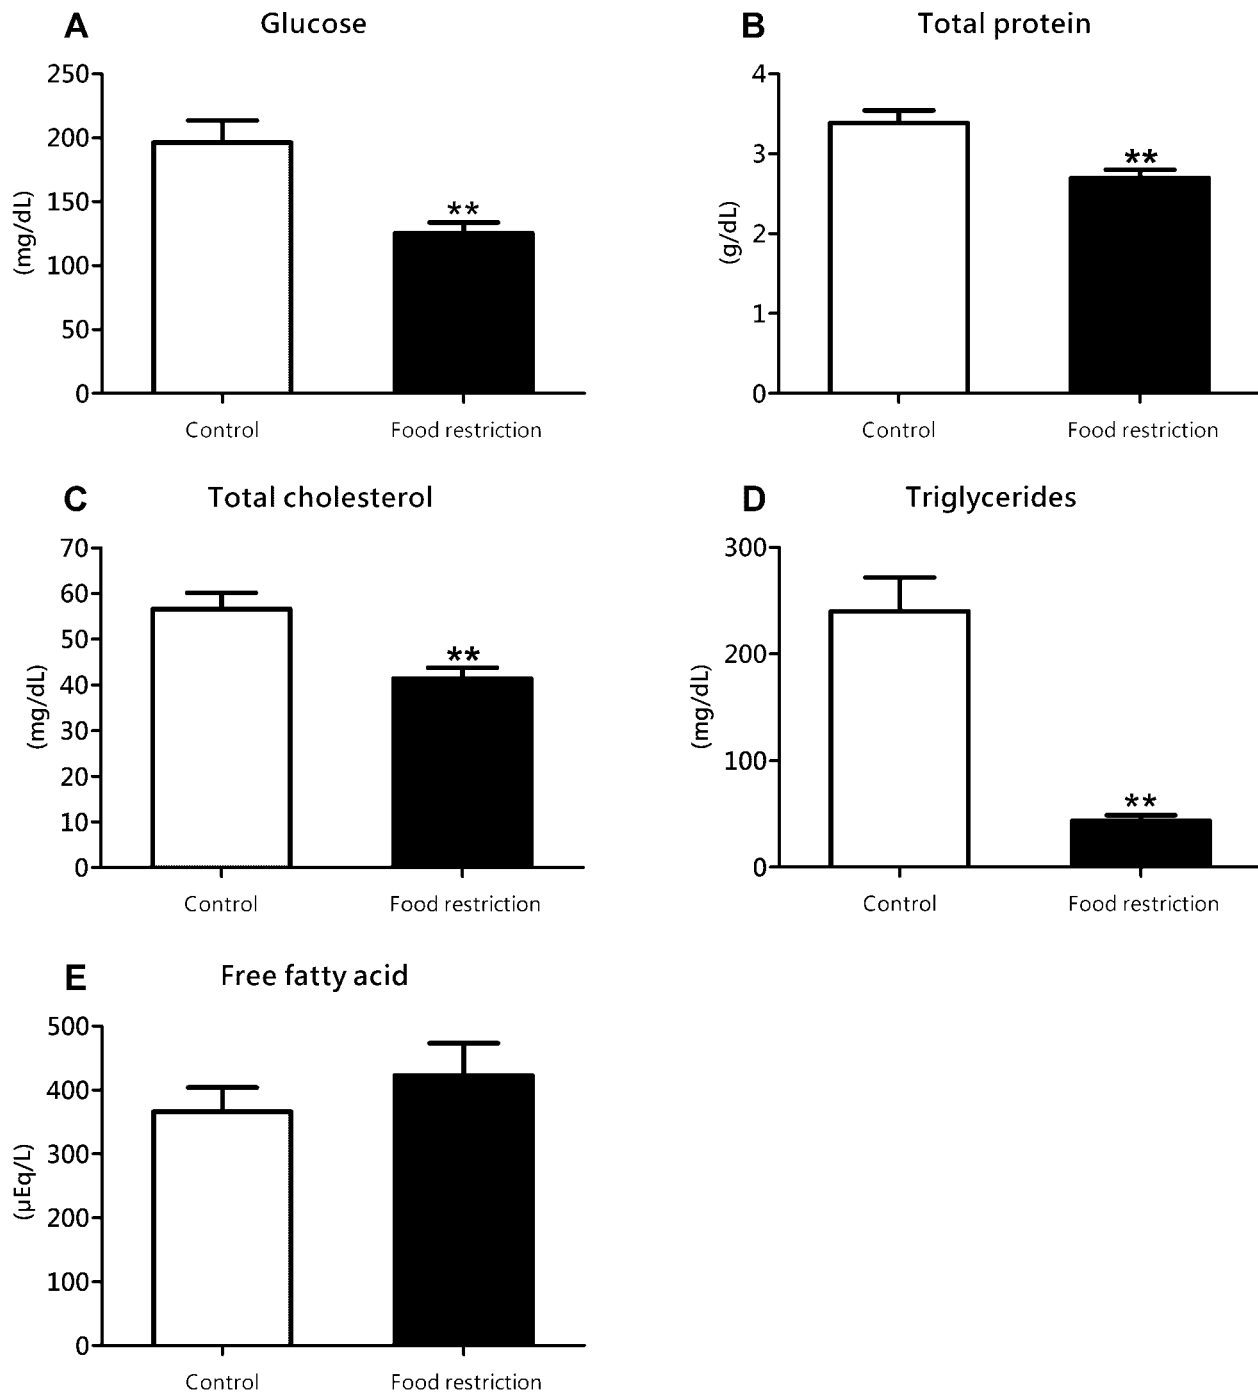 A Glucose
250
200
150
100
50
0
(mg/dL)
**
Control Food restriction
B Total protein
4
3
2
1
0
(g/dL)
**
Control Food restriction
C Total cholesterol
70
60
50
40
30
20
10
0
(mg/dL)
**
Control Food restriction
D Triglycerides
300
200
100
0
(mg/dL)
**
Control Food restriction
E Free fatty acid
500
400
300
200
100
0
(μEq/L)
Control Food restriction